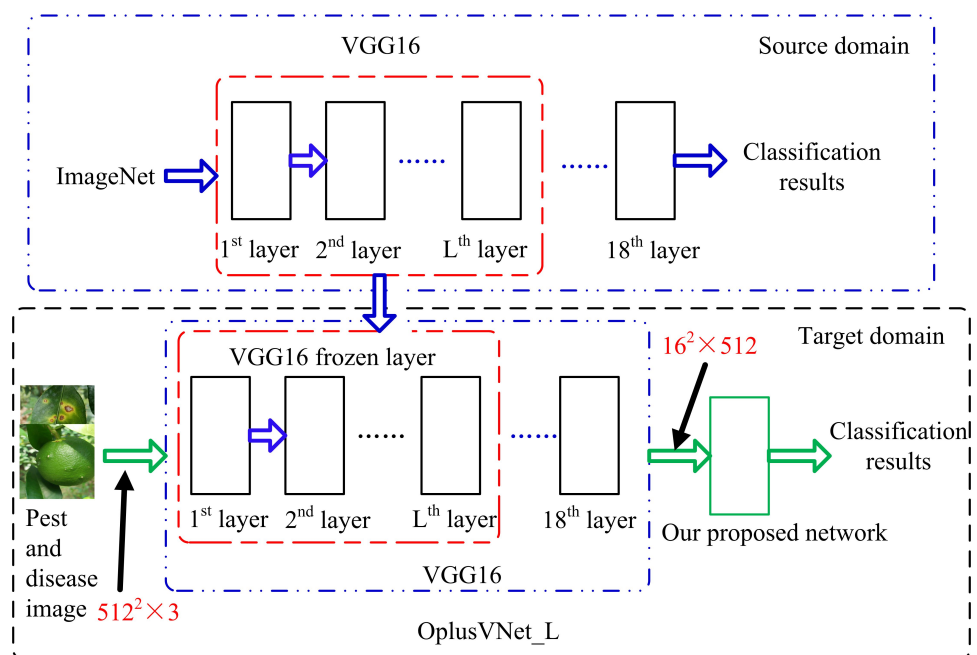 VGG16
Source domain
ImageNet
1st layer
2nd layer
......
Lth layer
......
18th layer
Classification
results
Target domain
VGG16 frozen layer
1st layer
2nd layer
......
Lth layer
......
18th layer
VGG16
16²×512
Our proposed network
Classification
results
Pest
and
disease
image
512²×3
OplusVNet_L